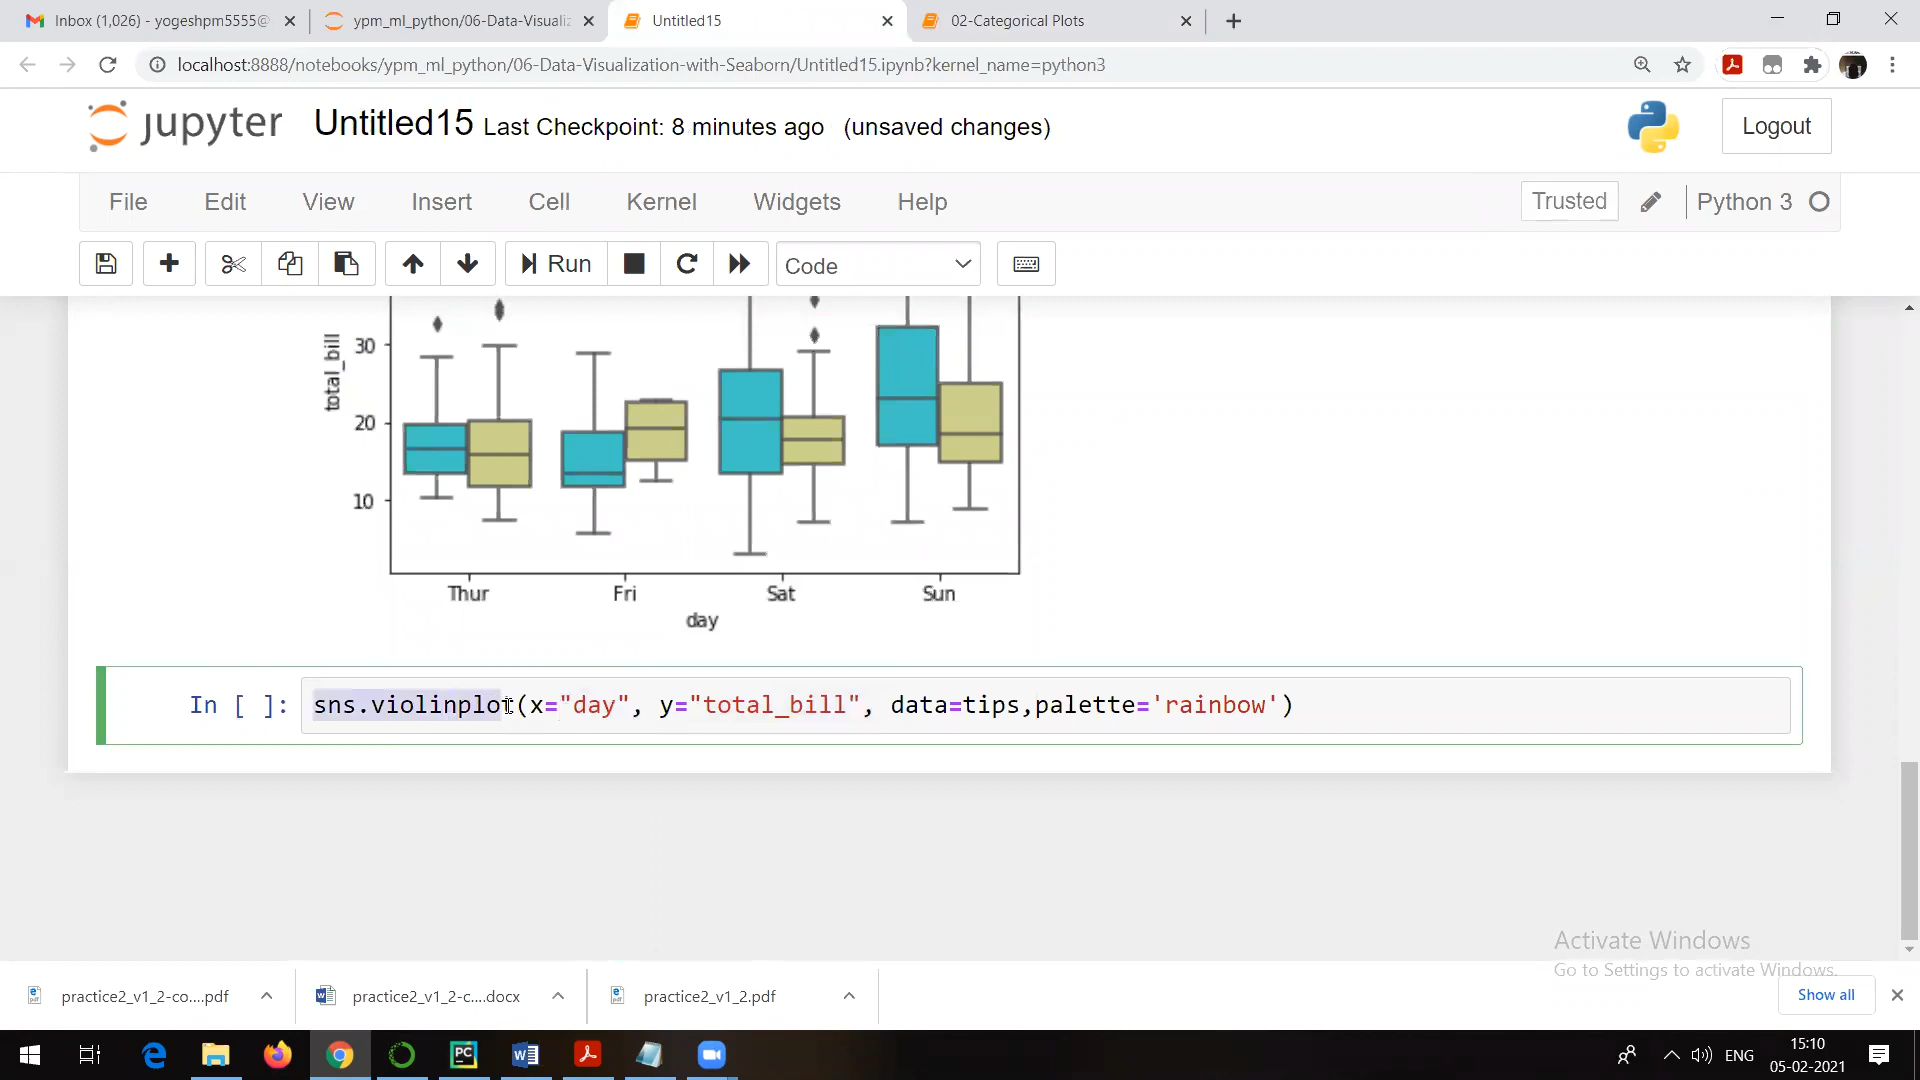 Inbox (1,026) - yogeshpm5555@
ypm_ml_python/06-Data-Visualiz
Untitled15
02-Categorical Plots
localhost:8888/notebooks/ypm_ml_python/06-Data-Visualization-with-Seaborn/Untitled15.ipynb?kernel_name=python3
jupyter Untitled15 Last Checkpoint: 8 minutes ago (unsaved changes)
Logout
File Edit View Insert Cell Kernel Widgets Help
Trusted
Python 3
Run
Code
total_bill
30
20
10
Thur Fri Sat Sun
day
In [ ]: sns.violinplot(x="day", y="total_bill", data=tips,palette='rainbow')
Activate Windows
Go to Settings to activate Windows.
practice2_v1_2-co....pdf
practice2_v1_2-c....docx
practice2_v1_2.pdf
Show all
PC
ENG
15:10
05-02-2021